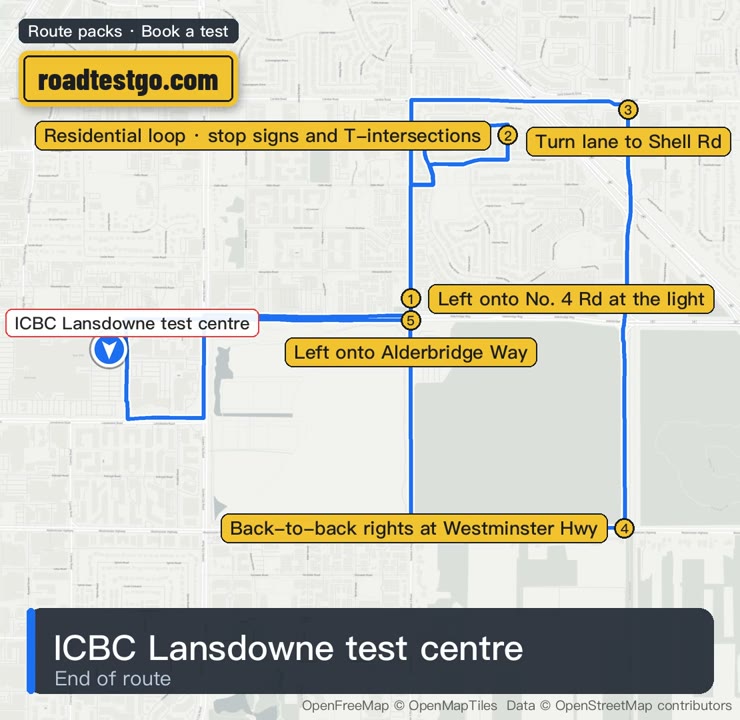 Route packs · Book a test
roadtestgo.com
3
Residential loop · stop signs and T-intersections
2
Turn lane to Shell Rd
1
Left onto No. 4 Rd at the light
ICBC Lansdowne test centre
5
Left onto Alderbridge Way
Back-to-back rights at Westminster Hwy
4
ICBC Lansdowne test centre
End of route
OpenFreeMap © OpenMapTiles Data © OpenStreetMap contributors